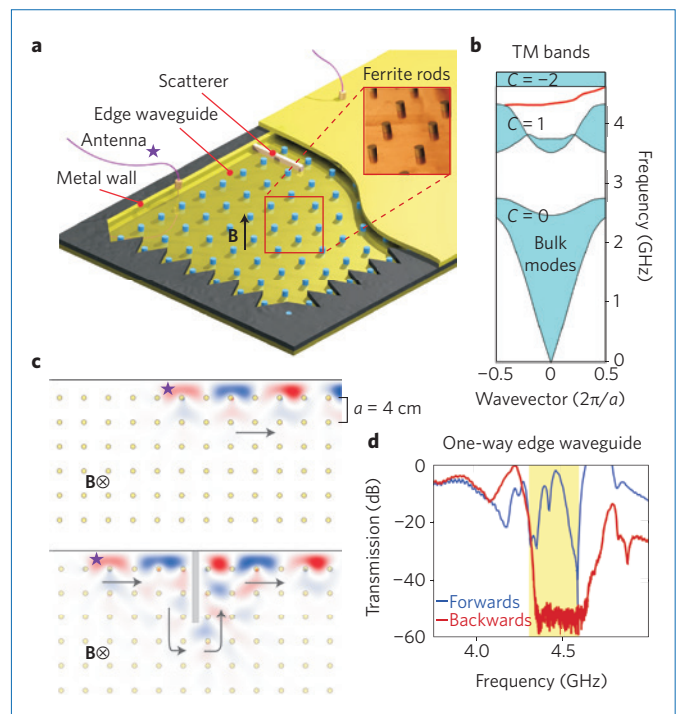 a
Scatterer
Edge waveguide
Antenna
Metal wall
Ferrite rods
B
b
TM bands
C = −2
C = 1
C = 0
Bulk
modes
4
3
2
1
0
Frequency (GHz)
−0.5
0
0.5
Wavevector (2π/a)
c
a = 4 cm
B⊗
B⊗
d
One-way edge waveguide
0
−20
−40
−60
Transmission (dB)
Forwards
Backwards
4.0
4.5
Frequency (GHz)